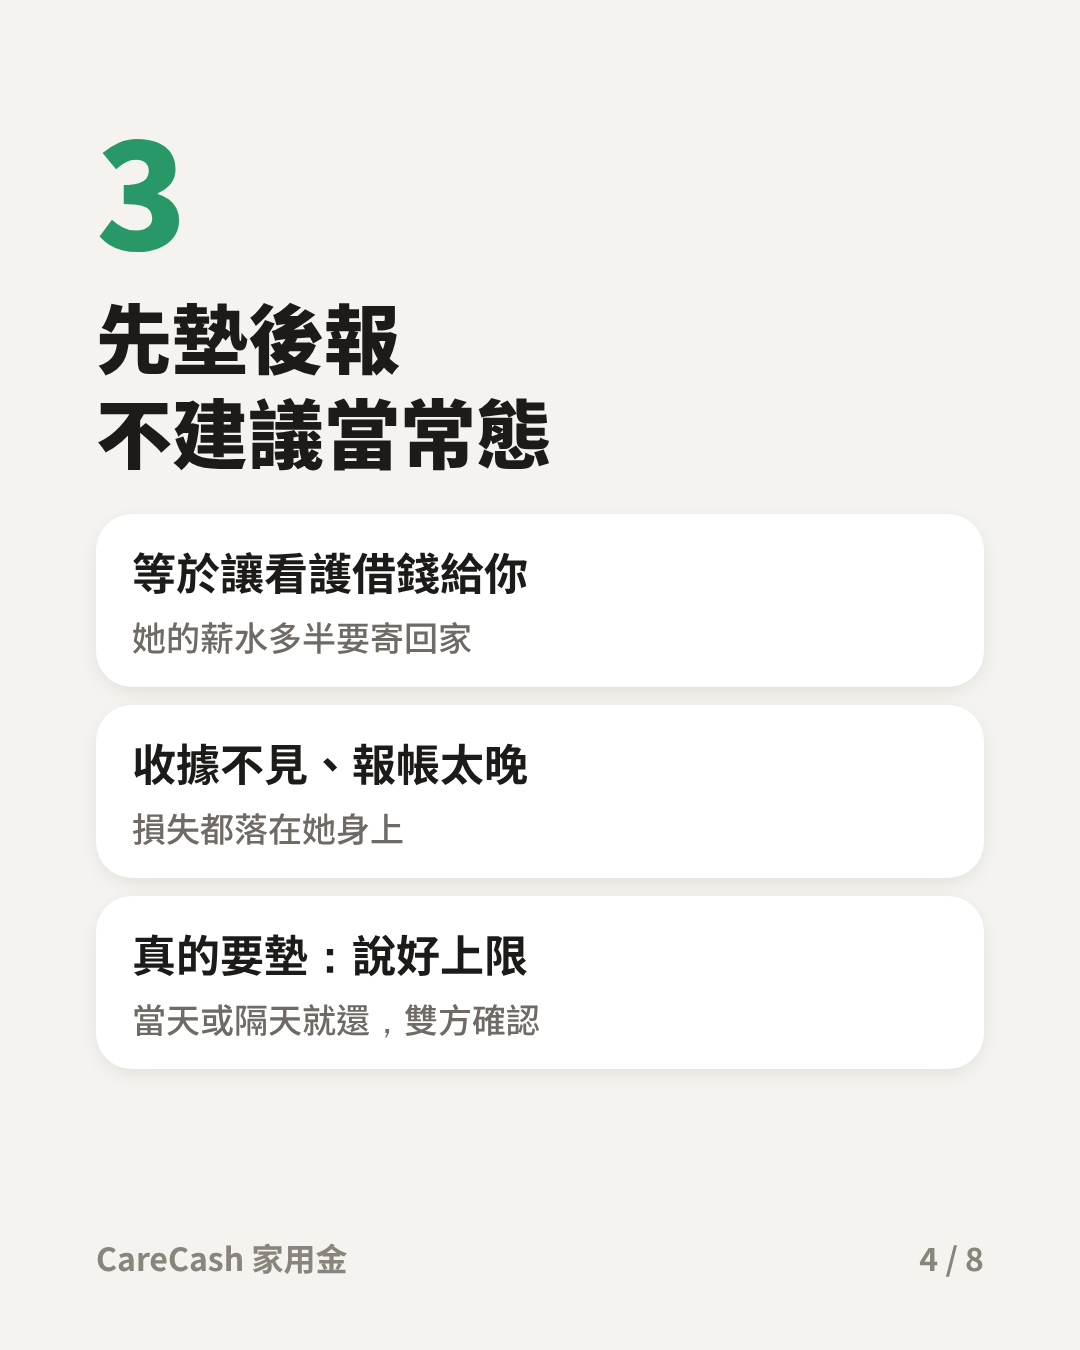 3
先墊後報
不建議當常態
等於讓看護借錢給你
她的薪水多半要寄回家
收據不見、報帳太晚
損失都落在她身上
真的要墊：說好上限
當天或隔天就還，雙方確認
CareCash 家用金
4 / 8